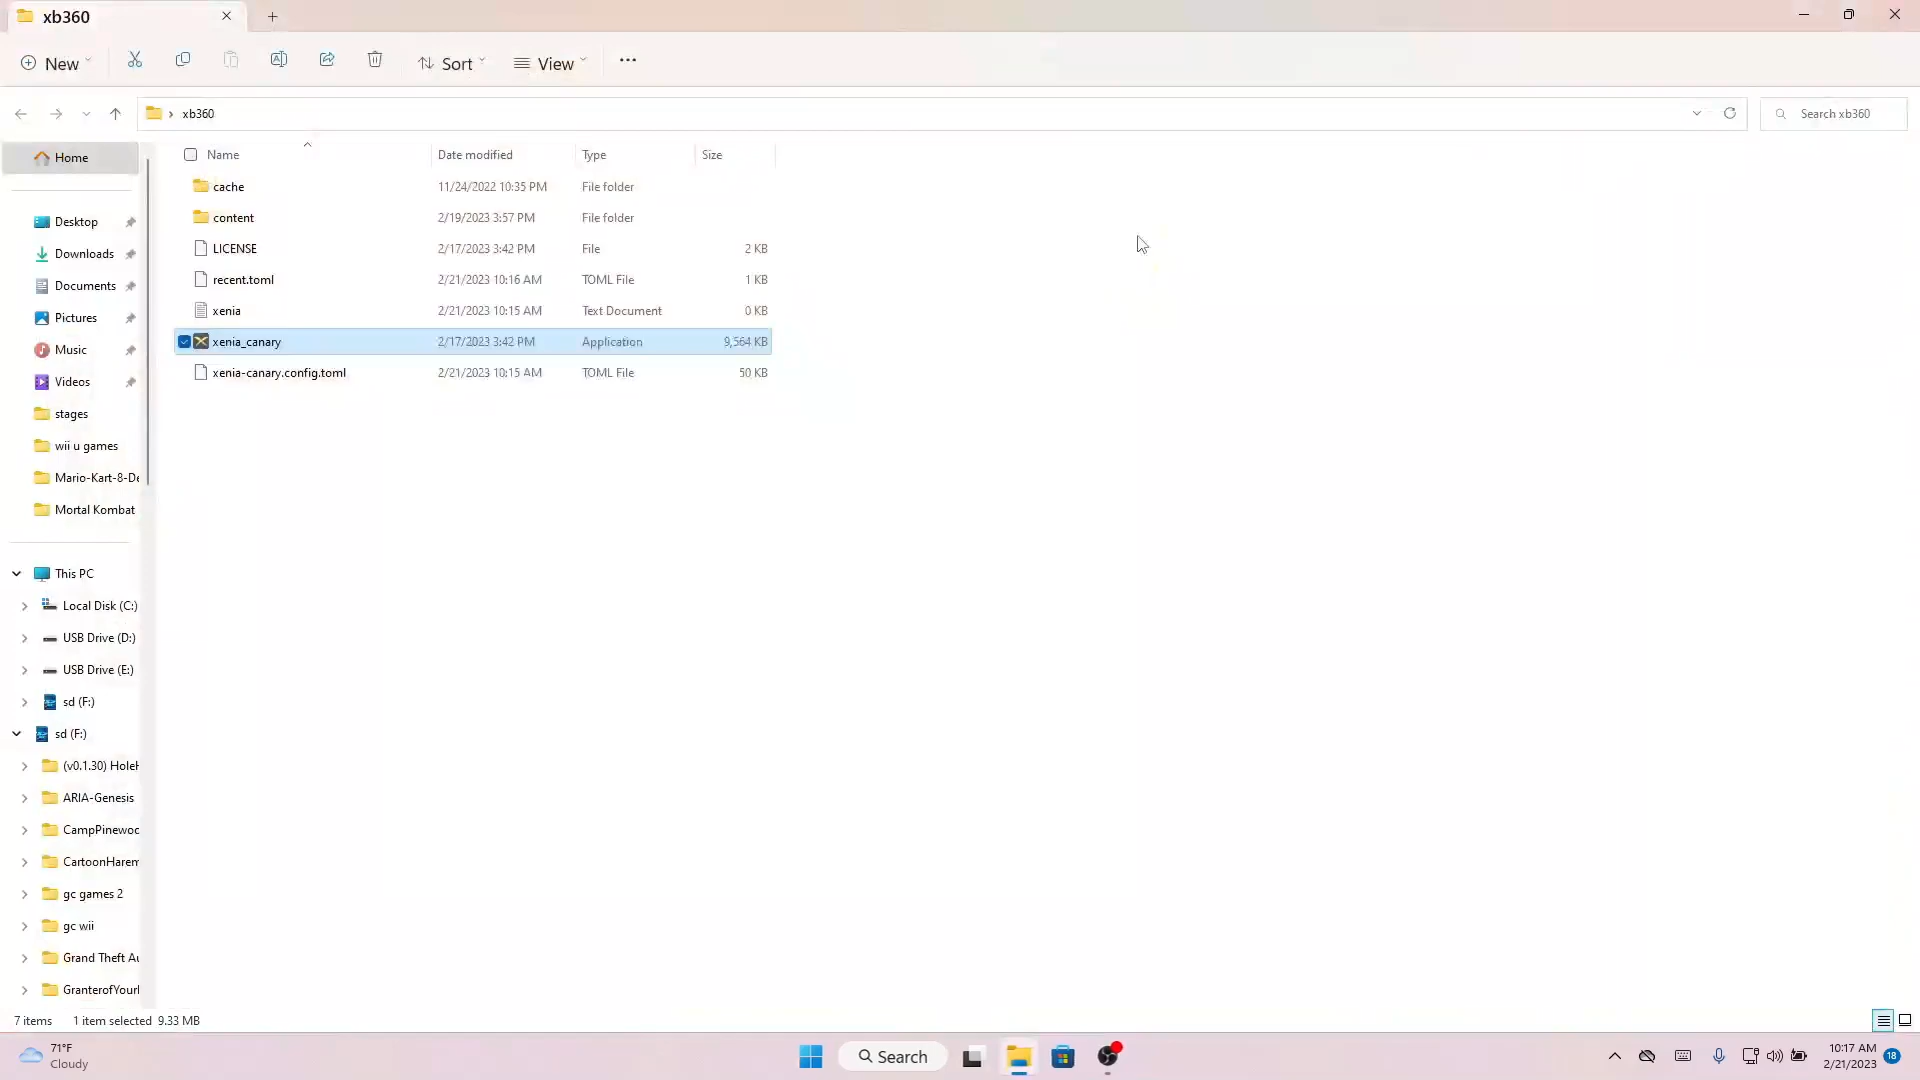 xb360
New
Sort
View
xb360
Search xb360
Home
Name
Date modified
Type
Size
cache
11/24/2022 10:35 PM
File folder
content
2/19/2023 3:57 PM
File folder
LICENSE
2/17/2023 3:42 PM
File
2 KB
recent.toml
2/21/2023 10:16 AM
TOML File
1 KB
xenia
2/21/2023 10:15 AM
Text Document
0 KB
xenia_canary
2/17/2023 3:42 PM
Application
9,564 KB
xenia-canary.config.toml
2/21/2023 10:15 AM
TOML File
50 KB
Desktop
Downloads
Documents
Pictures
Music
Videos
stages
wii u games
Mario-Kart-8-De
Mortal Kombat
This PC
Local Disk (C:)
USB Drive (D:)
USB Drive (E:)
sd (F:)
sd (F:)
(v0.1.30) HoleH
ARIA-Genesis
CampPinewoo
CartoonHarem
gc games 2
gc wii
Grand Theft Au
GranterofYourI
7 items
1 item selected 9.33 MB
71°F
Cloudy
Search
10:17 AM
2/21/2023
18